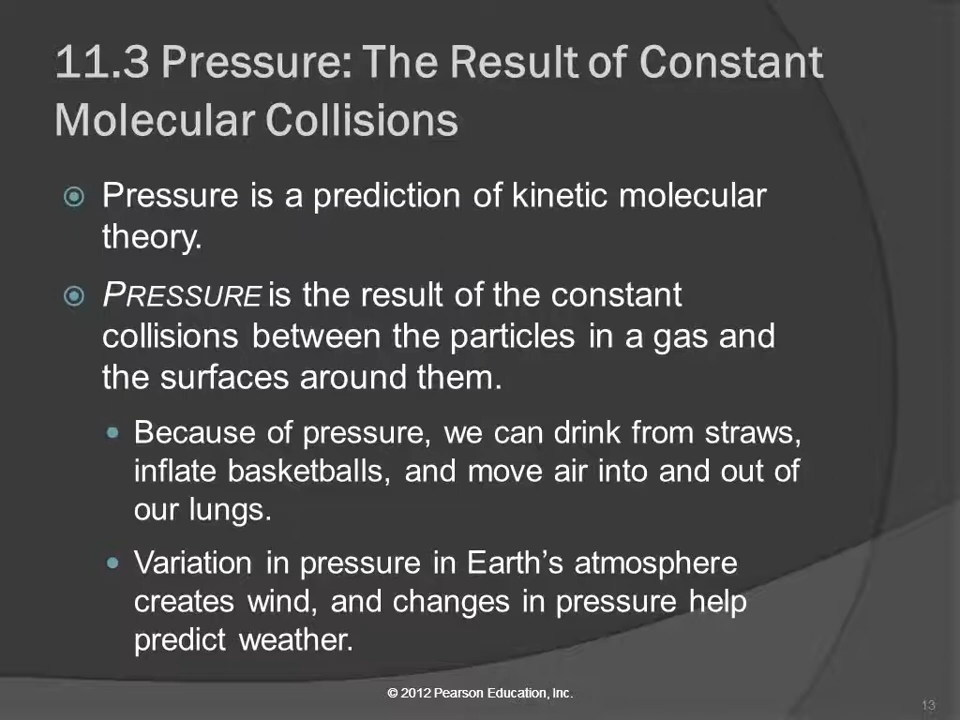 11.3 Pressure: The Result of Constant
Molecular Collisions
Pressure is a prediction of kinetic molecular
theory.
PRESSURE is the result of the constant
collisions between the particles in a gas and
the surfaces around them.
Because of pressure, we can drink from straws,
inflate basketballs, and move air into and out of
our lungs.
Variation in pressure in Earth’s atmosphere
creates wind, and changes in pressure help
predict weather.
© 2012 Pearson Education, Inc.
13